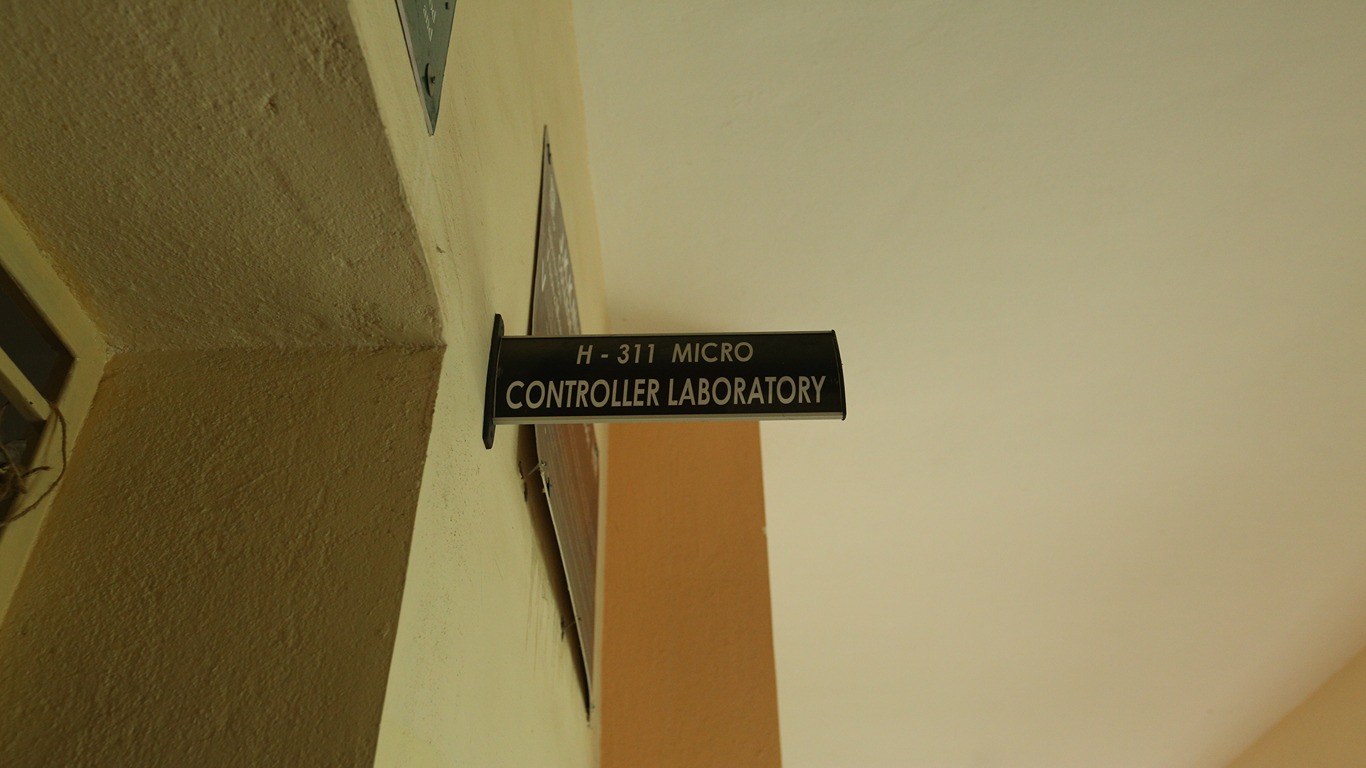 H - 311 MICRO
CONTROLLER LABORATORY